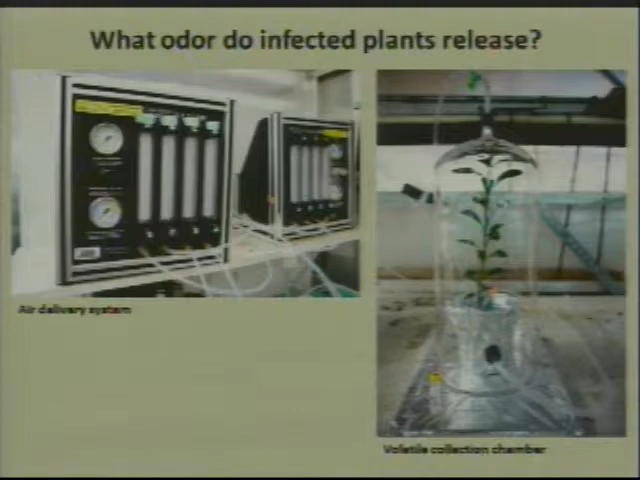 What odor do infected plants release?
Air delivery system
Volatile collection chamber